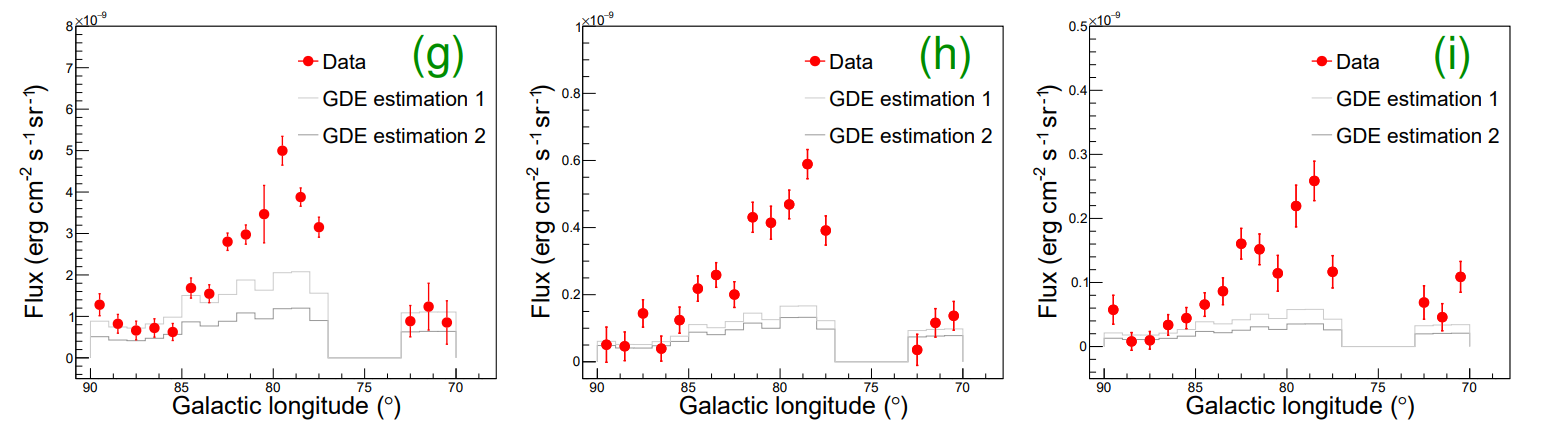 ×10⁻⁹
(g)
Data
GDE estimation 1
GDE estimation 2
8
7
6
5
4
3
2
1
0
90 85 80 75 70
Flux (erg cm⁻² s⁻¹ sr⁻¹)
Galactic longitude (°)
×10⁻⁹
(h)
Data
GDE estimation 1
GDE estimation 2
1
0.8
0.6
0.4
0.2
0
90 85 80 75 70
Flux (erg cm⁻² s⁻¹ sr⁻¹)
Galactic longitude (°)
×10⁻⁹
(i)
Data
GDE estimation 1
GDE estimation 2
0.5
0.4
0.3
0.2
0.1
0
90 85 80 75 70
Flux (erg cm⁻² s⁻¹ sr⁻¹)
Galactic longitude (°)